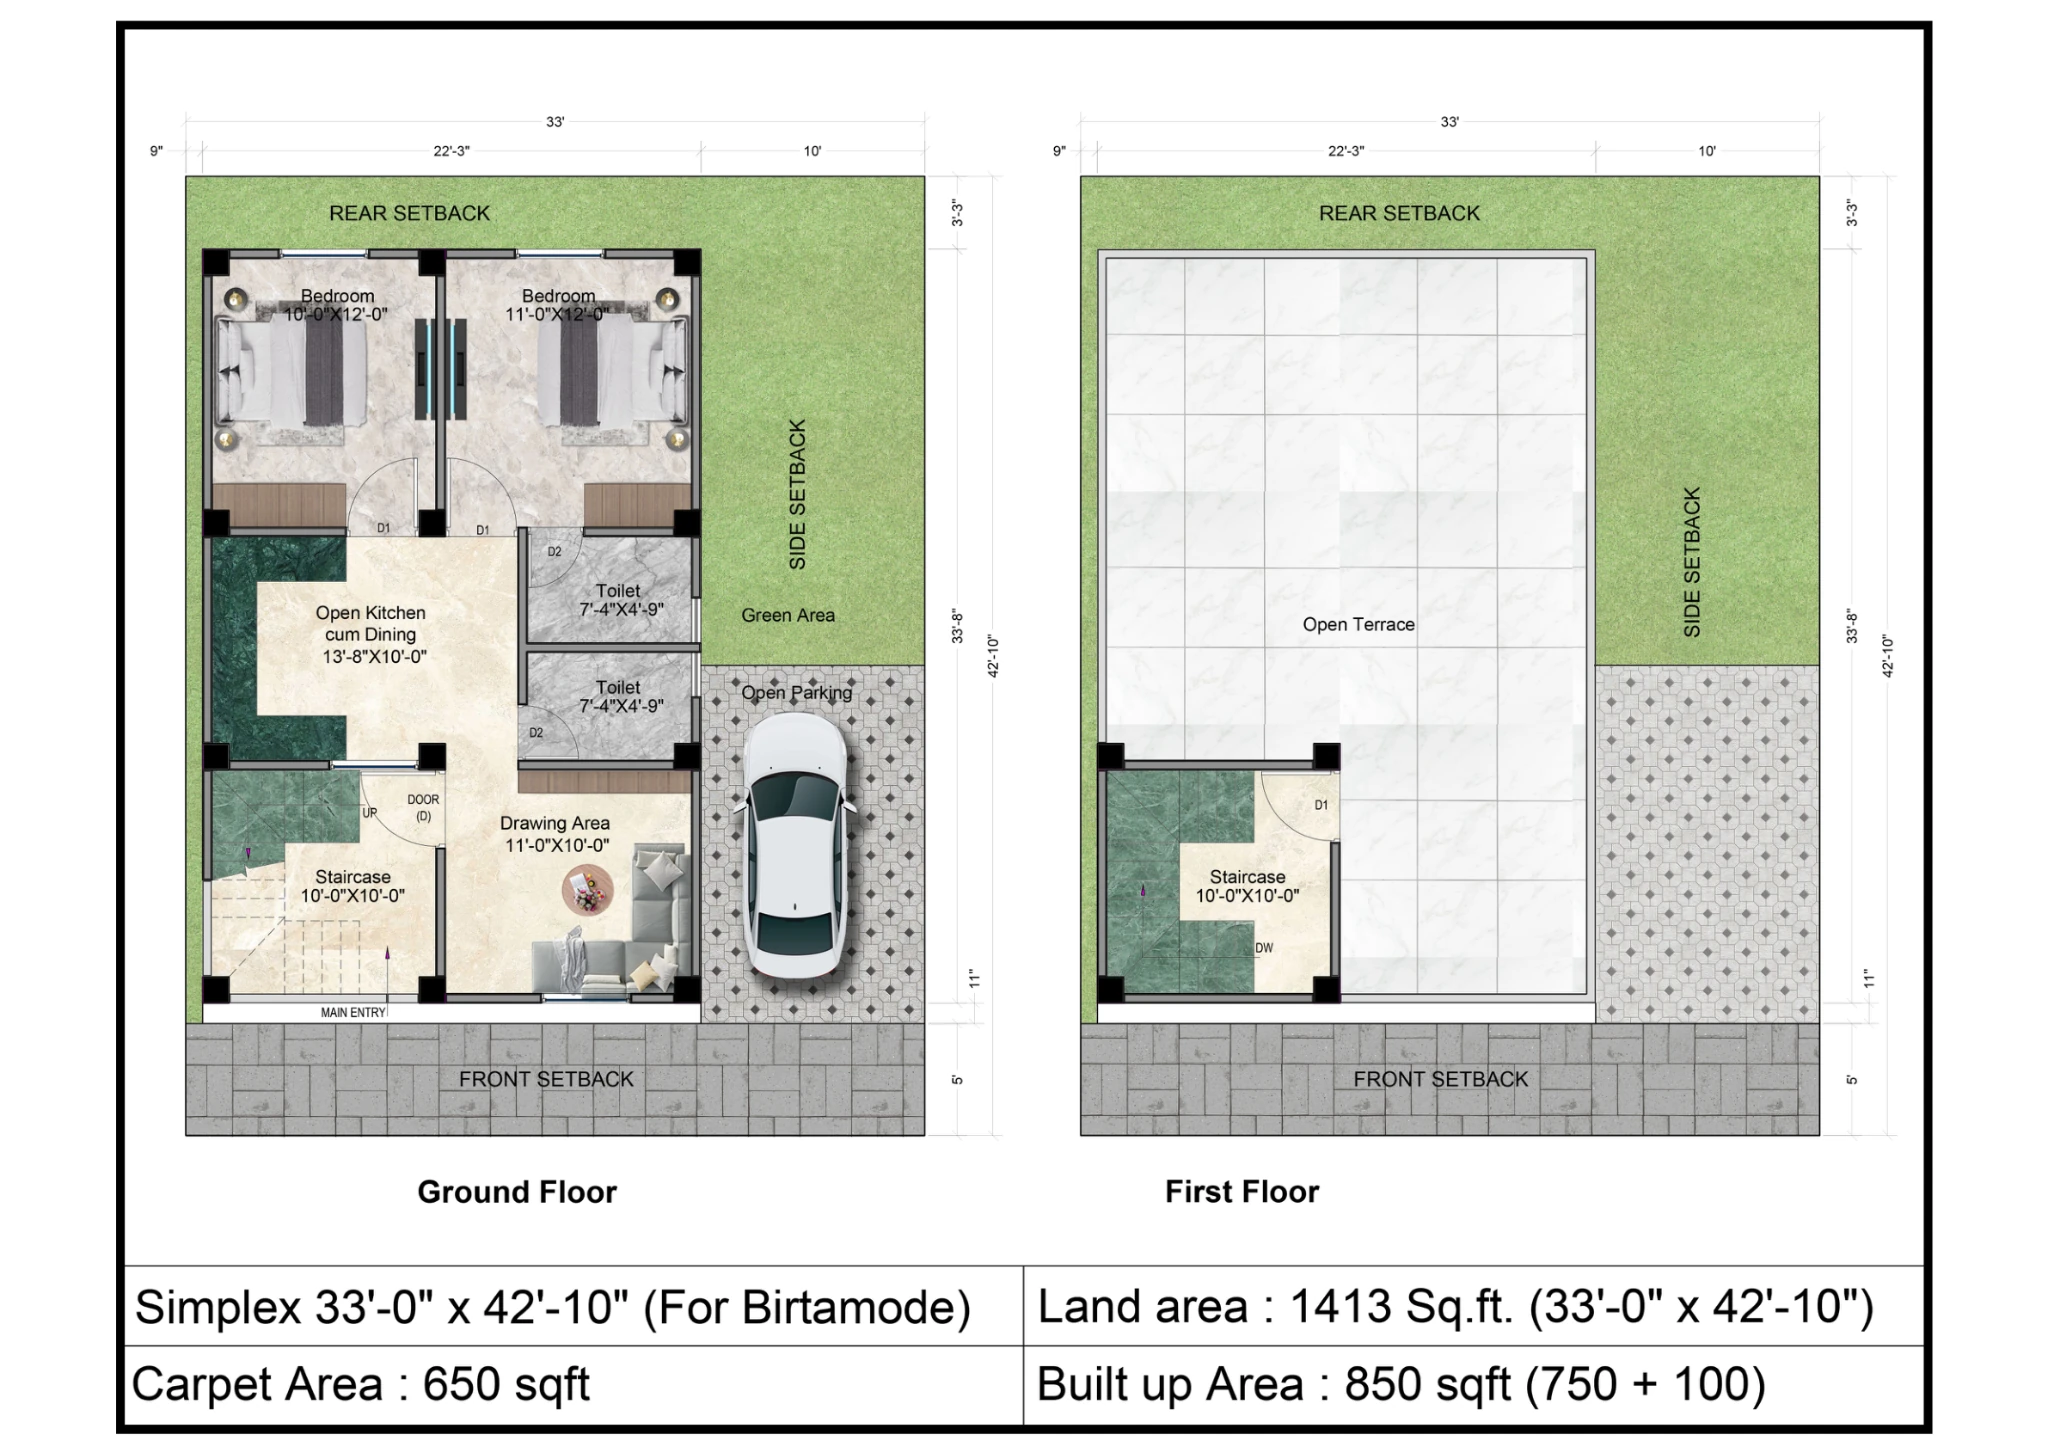 33'
9"
22'-3"
10'
REAR SETBACK
3'-3"
Bedroom
10'-0"X12'-0"
Bedroom
11'-0"X12'-0"
SIDE SETBACK
D1
D1
D2
Toilet
7'-4"X4'-9"
Open Kitchen
cum Dining
13'-8"X10'-0"
Green Area
33'-8"
42'-10"
Toilet
7'-4"X4'-9"
Open Parking
D2
UP
DOOR
(D)
Drawing Area
11'-0"X10'-0"
Staircase
10'-0"X10'-0"
11"
MAIN ENTRY
FRONT SETBACK
5'
Ground Floor
33'
9"
22'-3"
10'
REAR SETBACK
3'-3"
SIDE SETBACK
Open Terrace
33'-8"
42'-10"
D1
Staircase
10'-0"X10'-0"
DW
11"
FRONT SETBACK
5'
First Floor
Simplex 33'-0" x 42'-10" (For Birtamode)
Land area : 1413 Sq.ft. (33'-0" x 42'-10")
Carpet Area : 650 sqft
Built up Area : 850 sqft (750 + 100)